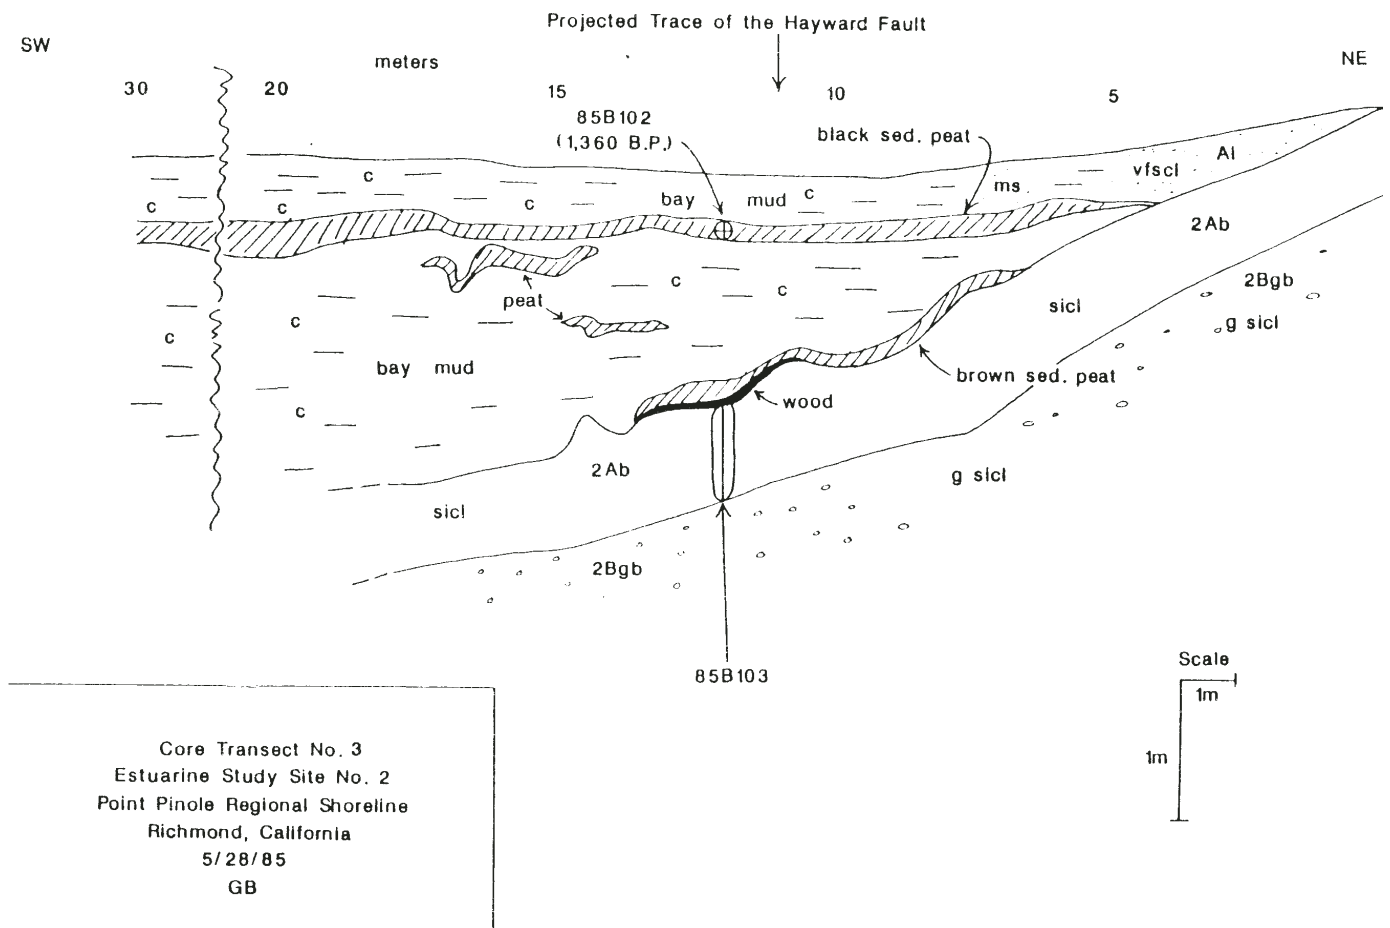 Projected Trace of the Hayward Fault
SW
NE
meters
30
20
15
10
5
85B102
(1,360 B.P.)
black sed. peat
Al
vfscl
c
ms
c
bay mud
c
c
c
2Ab
2Bgb
c
c
peat
c
c
sicl
g sicl
bay mud
brown sed. peat
wood
c
2Ab
g sicl
sicl
2Bgb
85B103
Scale
1m
1m
Core Transect No. 3
Estuarine Study Site No. 2
Point Pinole Regional Shoreline
Richmond, California
5/28/85
GB